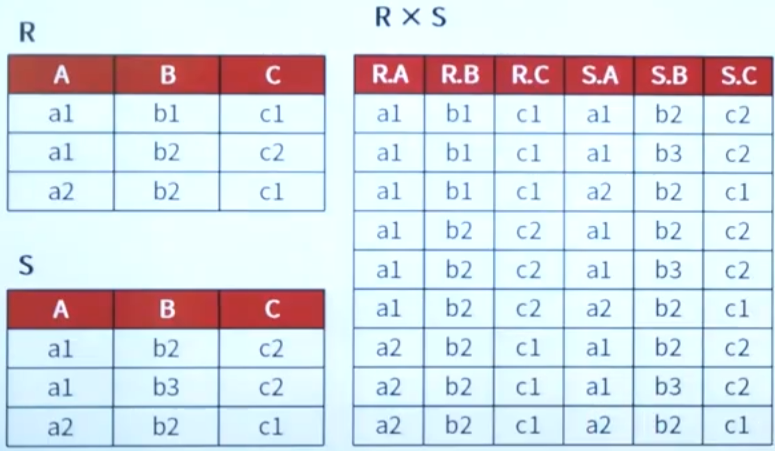 R
A B C
a1 b1 c1
a1 b2 c2
a2 b2 c1
S
A B C
a1 b2 c2
a1 b3 c2
a2 b2 c1
R × S
R.A R.B R.C S.A S.B S.C
a1 b1 c1 a1 b2 c2
a1 b1 c1 a1 b3 c2
a1 b1 c1 a2 b2 c1
a1 b2 c2 a1 b2 c2
a1 b2 c2 a1 b3 c2
a1 b2 c2 a2 b2 c1
a2 b2 c1 a1 b2 c2
a2 b2 c1 a1 b3 c2
a2 b2 c1 a2 b2 c1